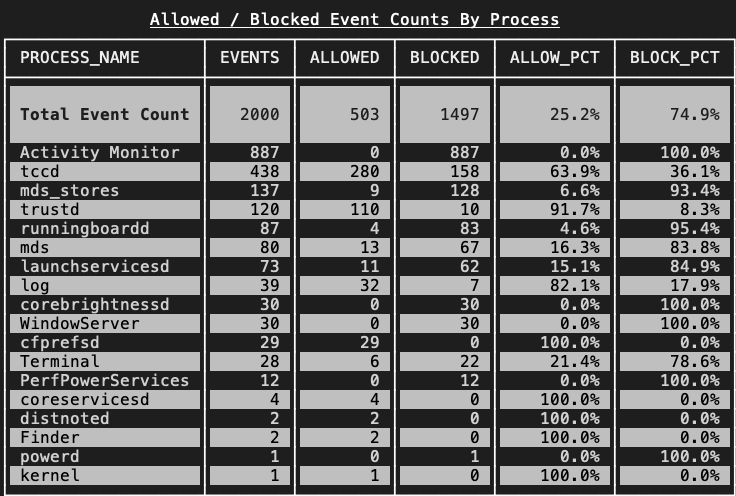 Allowed / Blocked Event Counts By Process
PROCESS_NAME EVENTS ALLOWED BLOCKED ALLOW_PCT BLOCK_PCT
Total Event Count 2000 503 1497 25.2% 74.9%
Activity Monitor 887 0 887 0.0% 100.0%
tccd 438 280 158 63.9% 36.1%
mds_stores 137 9 128 6.6% 93.4%
trustd 120 110 10 91.7% 8.3%
runningboardd 87 4 83 4.6% 95.4%
mds 80 13 67 16.3% 83.8%
launchservicesd 73 11 62 15.1% 84.9%
log 39 32 7 82.1% 17.9%
corebrightnessd 30 0 30 0.0% 100.0%
WindowServer 30 0 30 0.0% 100.0%
cfprefsd 29 29 0 100.0% 0.0%
Terminal 28 6 22 21.4% 78.6%
PerfPowerServices 12 0 12 0.0% 100.0%
coreservicesd 4 4 0 100.0% 0.0%
distnoted 2 2 0 100.0% 0.0%
Finder 2 2 0 100.0% 0.0%
powerd 1 0 1 0.0% 100.0%
kernel 1 1 0 100.0% 0.0%